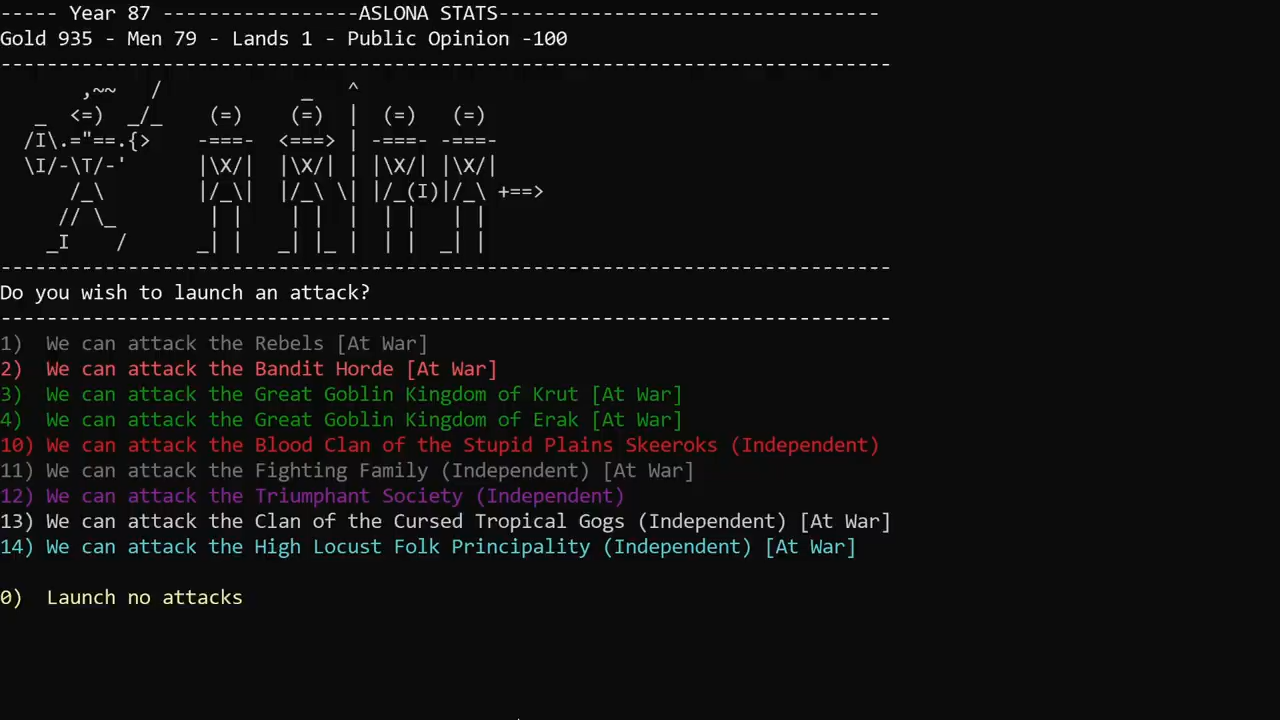 ----- Year 87 -----------------ASLONA STATS---------------------------------
Gold 935 - Men 79 - Lands 1 - Public Opinion -100
-----------------------------------------------------------------------------
       ,~~   /            _   ^
   _  <=)  _/_    (=)    (=)  |  (=)   (=)
  /I\.="==.{>    -===-  <===> | -===- -===-
  \I/-\T/-'      |\X/|  |\X/| | |\X/| |\X/|
      /_\        |/_\|  |/_\ \| |/_(I)|/_\ +==>
     // \_        | |    | |  |  | |   | |
    _I    /      _| |   _| |_ |  | |  _| |
-----------------------------------------------------------------------------
Do you wish to launch an attack?
-----------------------------------------------------------------------------
1)  We can attack the Rebels [At War]
2)  We can attack the Bandit Horde [At War]
3)  We can attack the Great Goblin Kingdom of Krut [At War]
4)  We can attack the Great Goblin Kingdom of Erak [At War]
10) We can attack the Blood Clan of the Stupid Plains Skeeroks (Independent)
11) We can attack the Fighting Family (Independent) [At War]
12) We can attack the Triumphant Society (Independent)
13) We can attack the Clan of the Cursed Tropical Gogs (Independent) [At War]
14) We can attack the High Locust Folk Principality (Independent) [At War]
0)  Launch no attacks